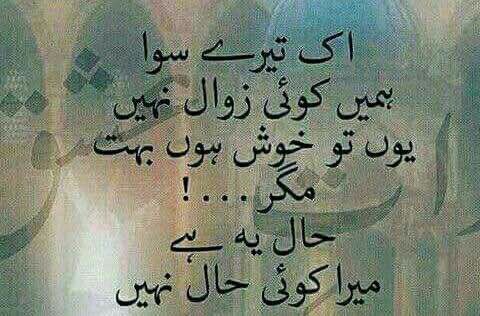 اک تیرے سوا
ہمیں کوئی زوال نہیں
یوں تو خوش ہوں بہت
مگر . . . . !
حال یہ ہے
میرا کوئی حال نہیں